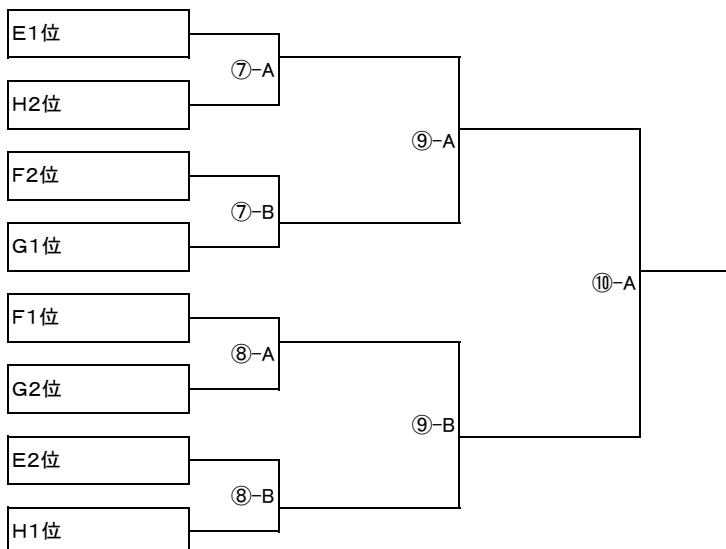 E1位
⑦-A
H2位
⑨-A
F2位
⑦-B
G1位
⑩-A
F1位
⑧-A
G2位
⑨-B
E2位
⑧-B
H1位